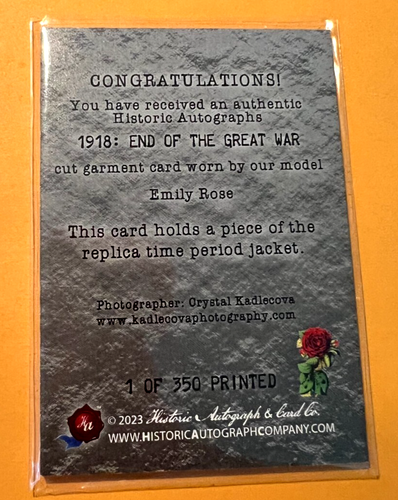 CONGRATULATIONS!
You have received an authentic
Historic Autographs
1918: END OF THE GREAT WAR
cut garment card worn by our model
Emily Rose
This card holds a piece of the
replica time period jacket.
Photographer: Crystal Kadlecova
www.kadlecovaphotography.com
1 OF 350 PRINTED
HA
© 2023 Historic Autograph & Card Co.
WWW.HISTORICAUTOGRAPHCOMPANY.COM